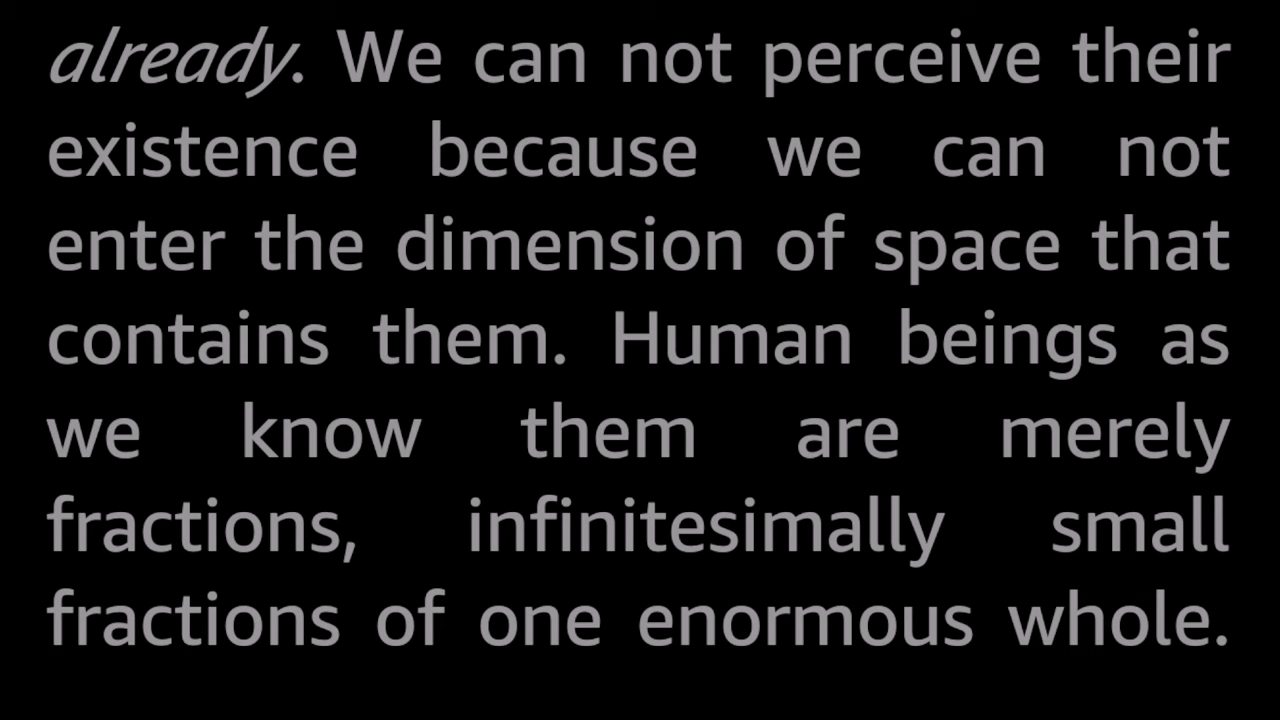 already. We can not perceive their
existence because we can not
enter the dimension of space that
contains them. Human beings as
we know them are merely
fractions, infinitesimally small
fractions of one enormous whole.